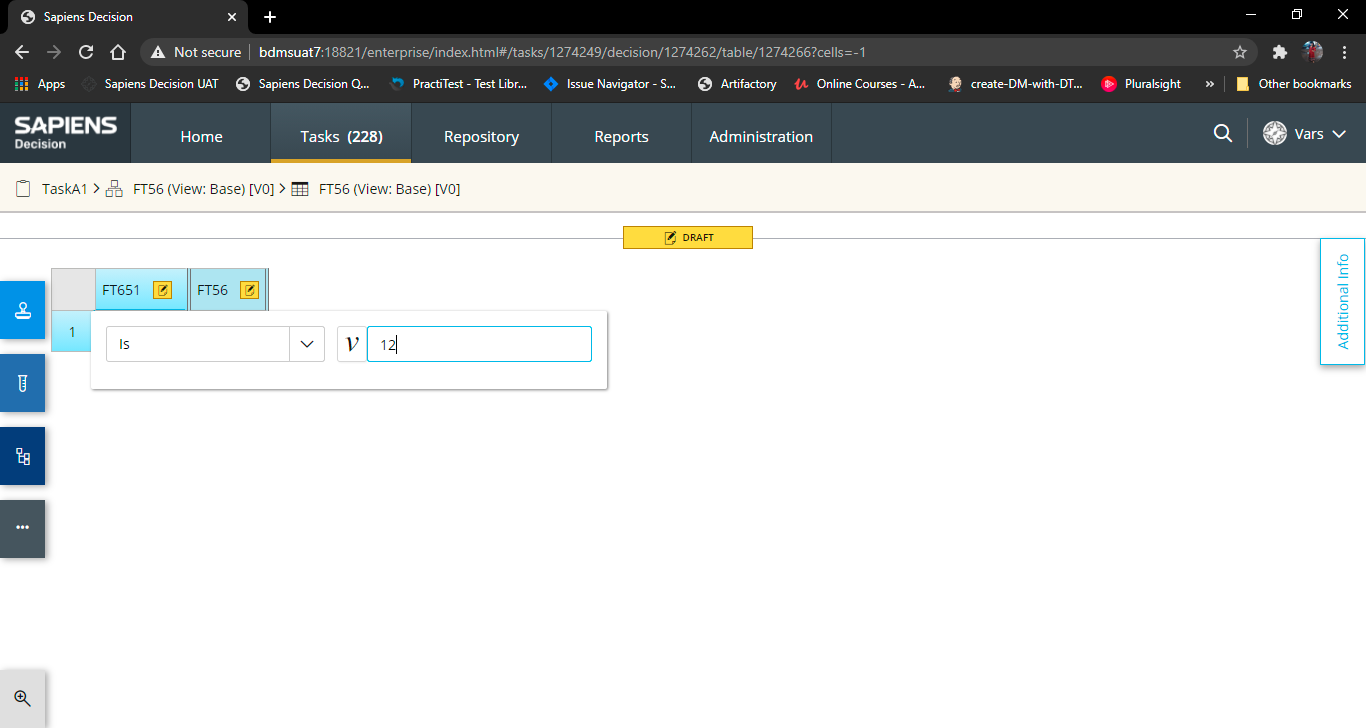 Sapiens Decision
Not secure bdmsuat7:18821/enterprise/index.html#/tasks/1274249/decision/1274262/table/1274266?cells=-1
Apps Sapiens Decision UAT Sapiens Decision Q... PractiTest - Test Libr... Issue Navigator - S... Artifactory Online Courses - A... create-DM-with-DT... Pluralsight » Other bookmarks
SAPIENS
Decision
Home Tasks (228) Repository Reports Administration Vars
TaskA1 > FT56 (View: Base) [V0] > FT56 (View: Base) [V0]
DRAFT
Additional Info
FT651 FT56
1
Is V 12